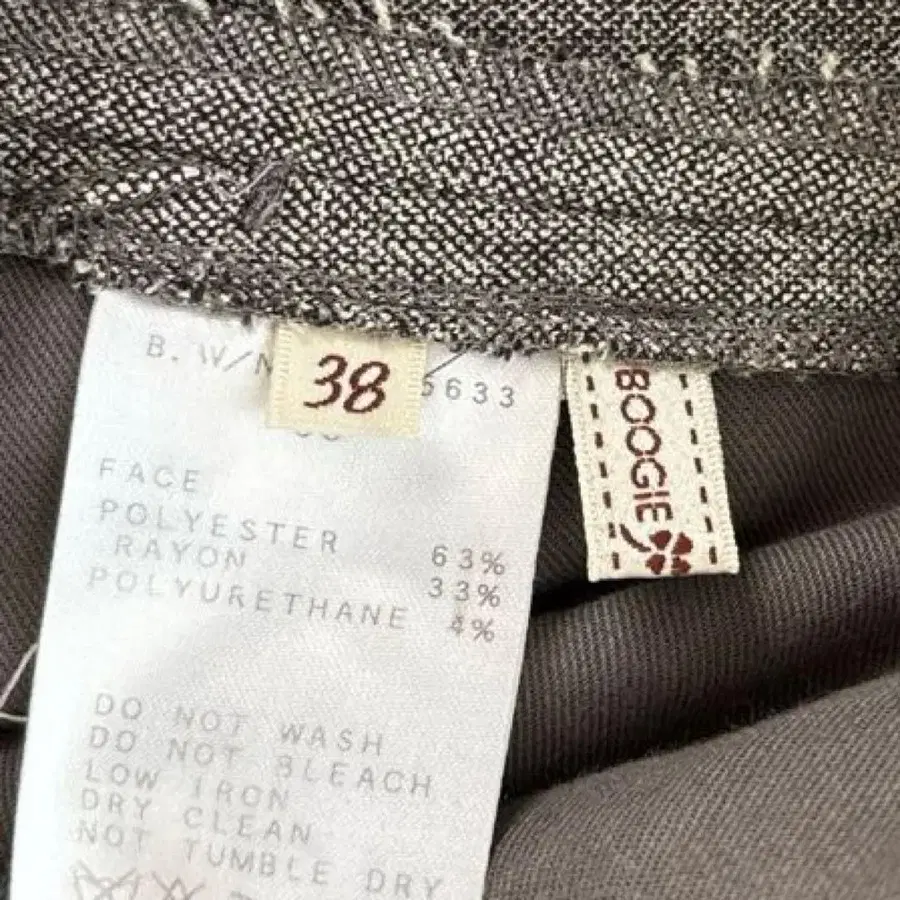 B. W/N
5633
38
BOOGIE
FACE
POLYESTER 63%
RAYON 33%
POLYURETHANE 4%
DO NOT WASH
DO NOT BLEACH
LOW IRON
DRY CLEAN
NOT TUMBLE DRY